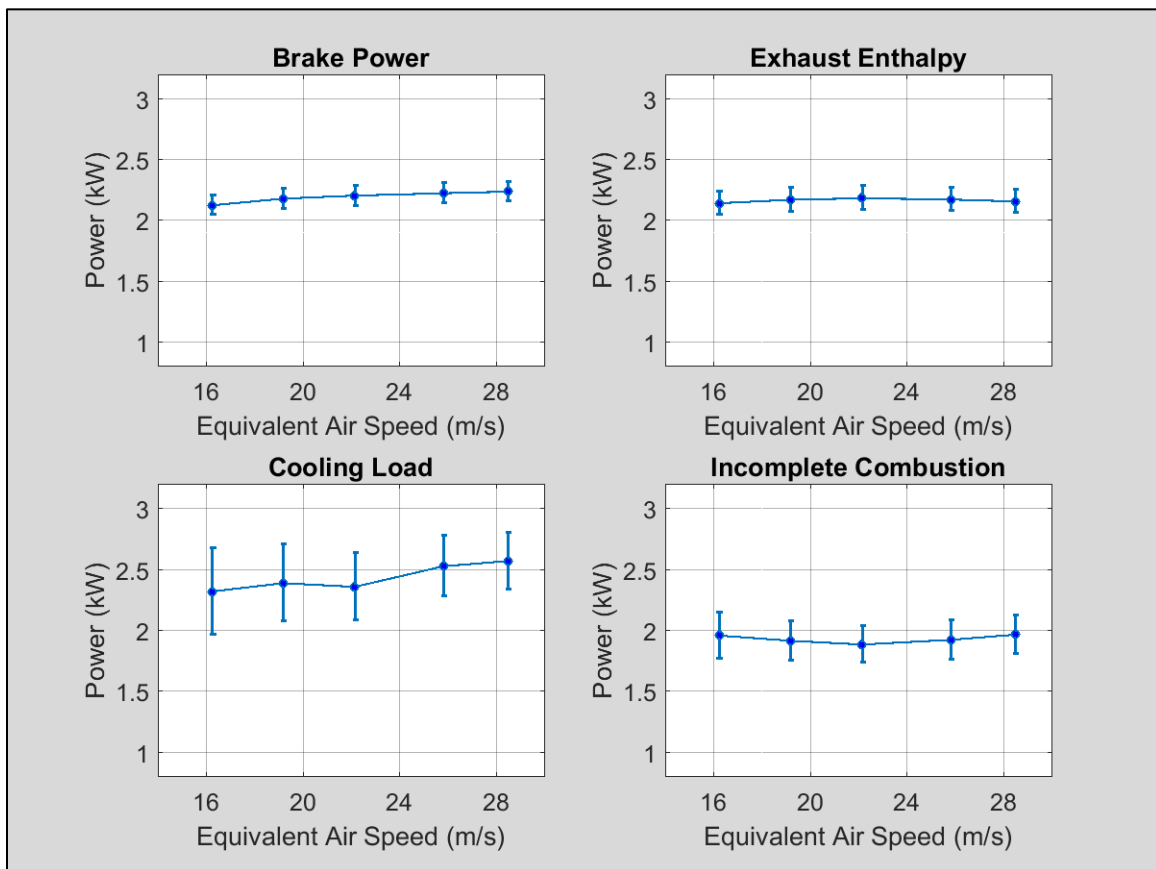 Brake Power
3
2.5
2
1.5
1
Power (kW)
16 20 24 28
Equivalent Air Speed (m/s)
Exhaust Enthalpy
3
2.5
2
1.5
1
Power (kW)
16 20 24 28
Equivalent Air Speed (m/s)
Cooling Load
3
2.5
2
1.5
1
Power (kW)
16 20 24 28
Equivalent Air Speed (m/s)
Incomplete Combustion
3
2.5
2
1.5
1
Power (kW)
16 20 24 28
Equivalent Air Speed (m/s)